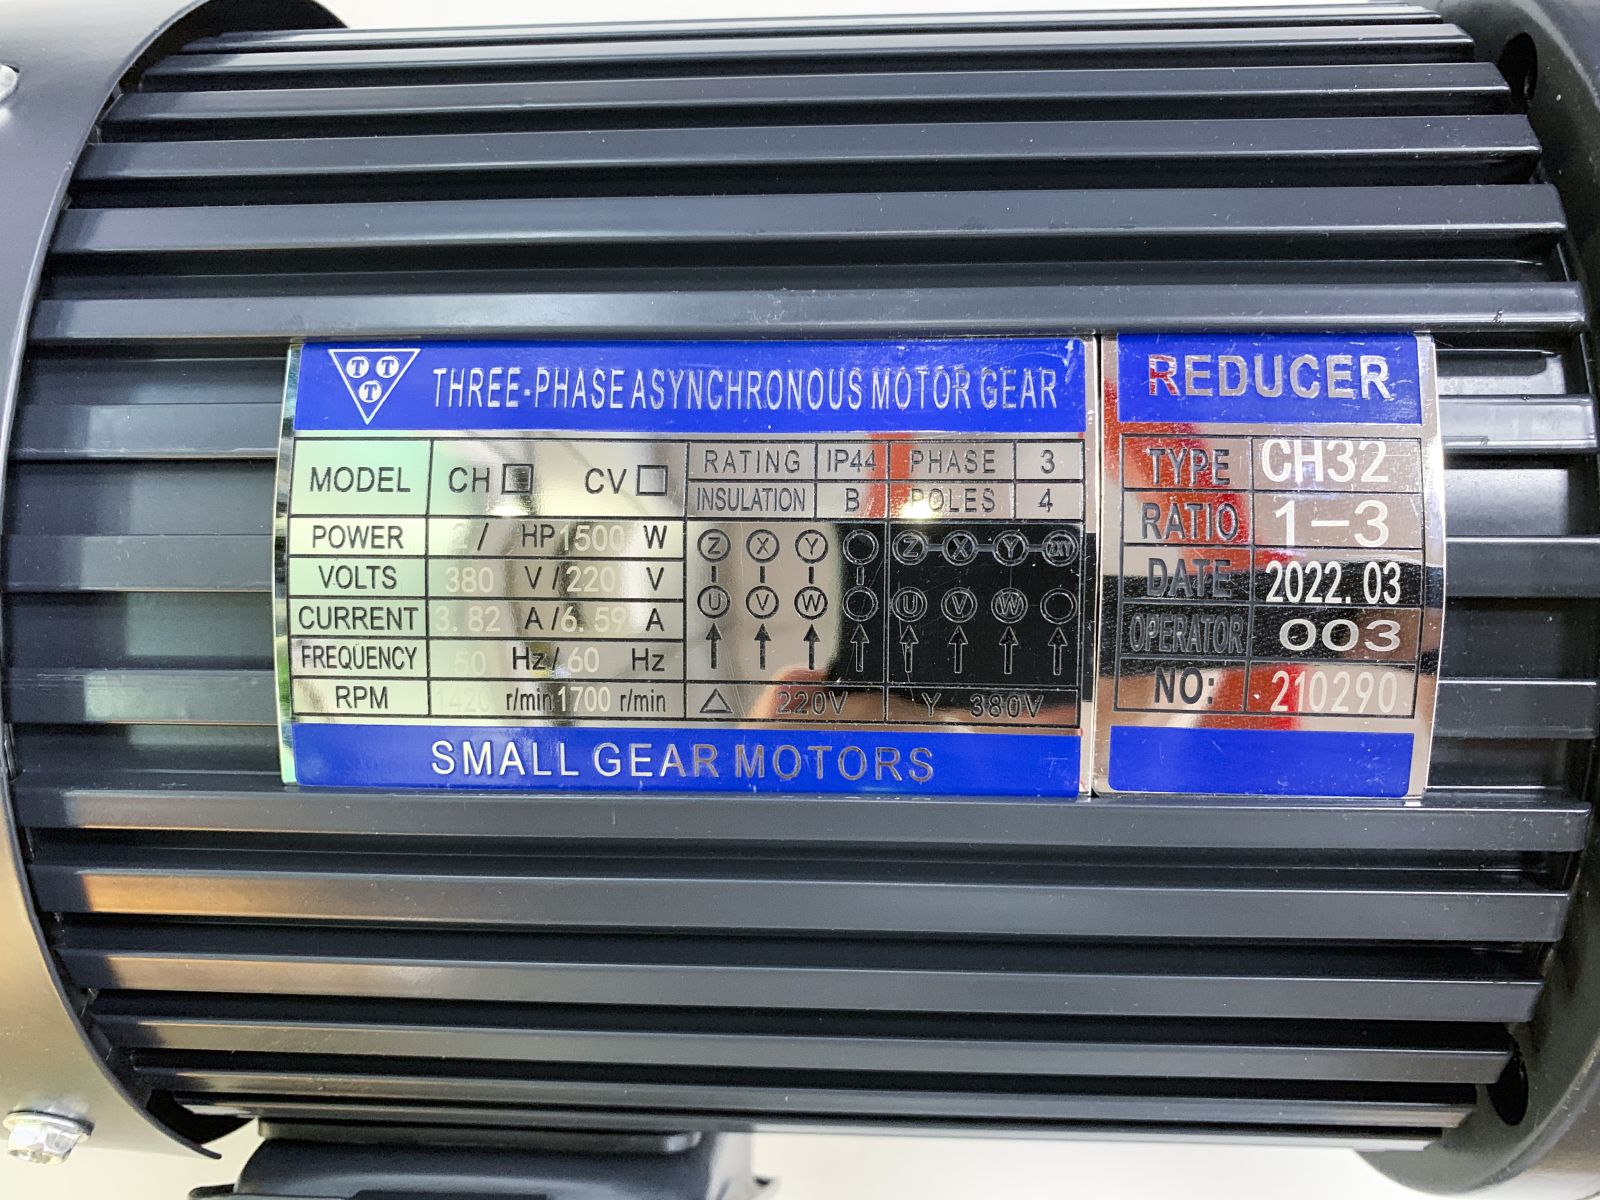 T T
T
THREE-PHASE ASYNCHRONOUS MOTOR GEAR
MODEL CH CV RATING IP44 PHASE 3
INSULATION B POLES 4
POWER 2 / HP 1500 W
VOLTS 380 V / 220 V
CURRENT 3.82 A / 6.59 A
FREQUENCY 50 Hz / 60 Hz
RPM 1420 r/min 1700 r/min
Z X Y Z X Y ZXY
U V W U V W
△ 220V Y 380V
SMALL GEAR MOTORS
REDUCER
TYPE CH32
RATIO 1-3
DATE 2022.03
OPERATOR 003
NO: 210290